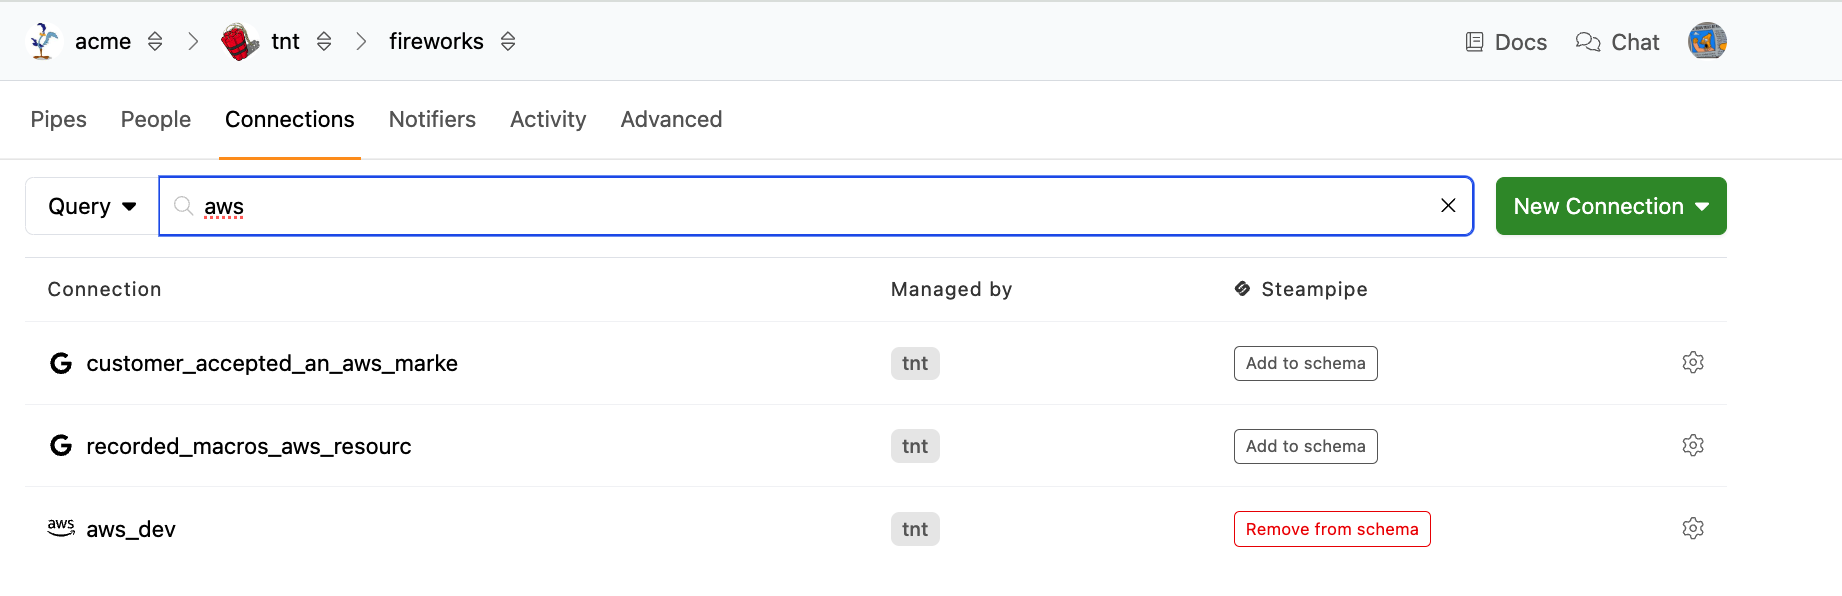 acme tnt fireworks Docs Chat
Pipes People Connections Notifiers Activity Advanced
Query aws New Connection
Connection Managed by Steampipe
G customer_accepted_an_aws_marke tnt Add to schema
G recorded_macros_aws_resourc tnt Add to schema
aws aws_dev tnt Remove from schema